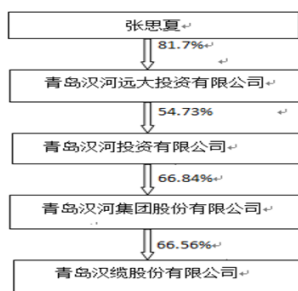 张思夏
81.7%
青岛汉河远大投资有限公司
54.73%
青岛汉河投资有限公司
66.84%
青岛汉河集团股份有限公司
66.56%
青岛汉缆股份有限公司